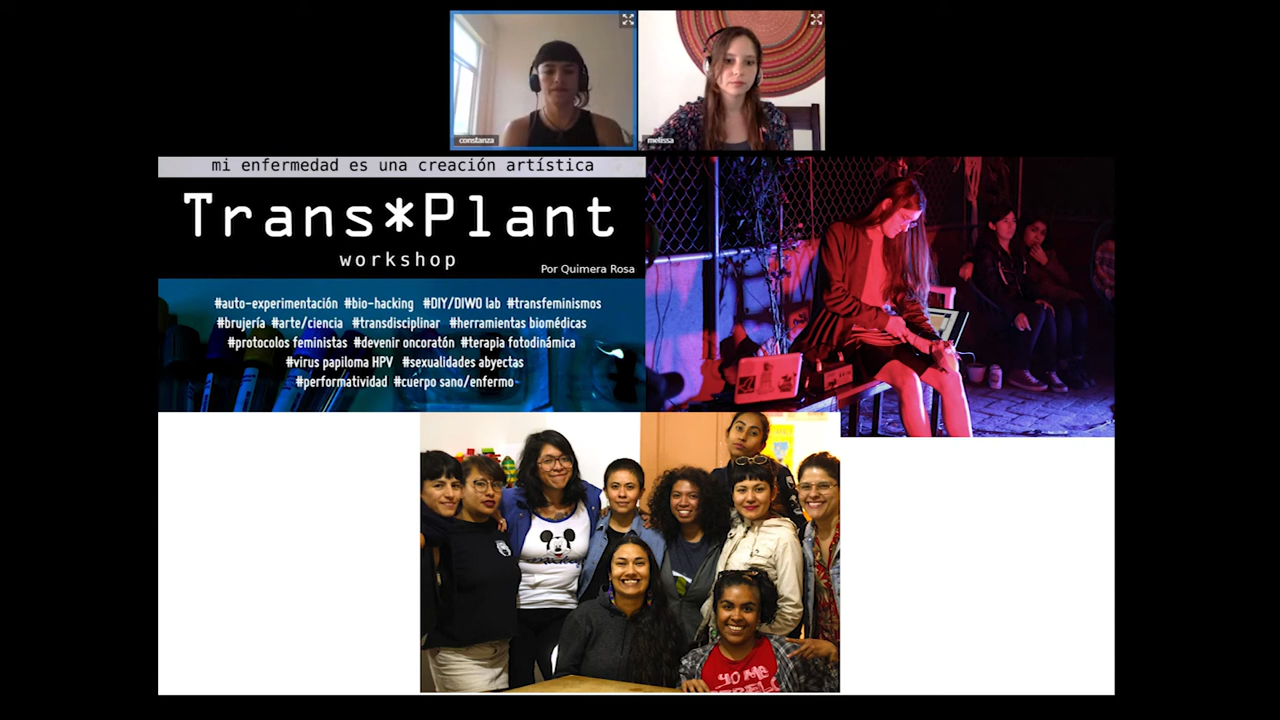 constanza
melissa
mi enfermedad es una creación artística
Trans*Plant
workshop
Por Quimera Rosa
#auto-experimentación #bio-hacking #DIY/DIWO lab #transfeminismos
#brujería #arte/ciencia #transdisciplinar #herramientas biomédicas
#protocolos feministas #devenir oncoratón #terapia fotodinámica
#virus papiloma HPV #sexualidades abyectas
#performatividad #cuerpo sano/enfermo
YO ME